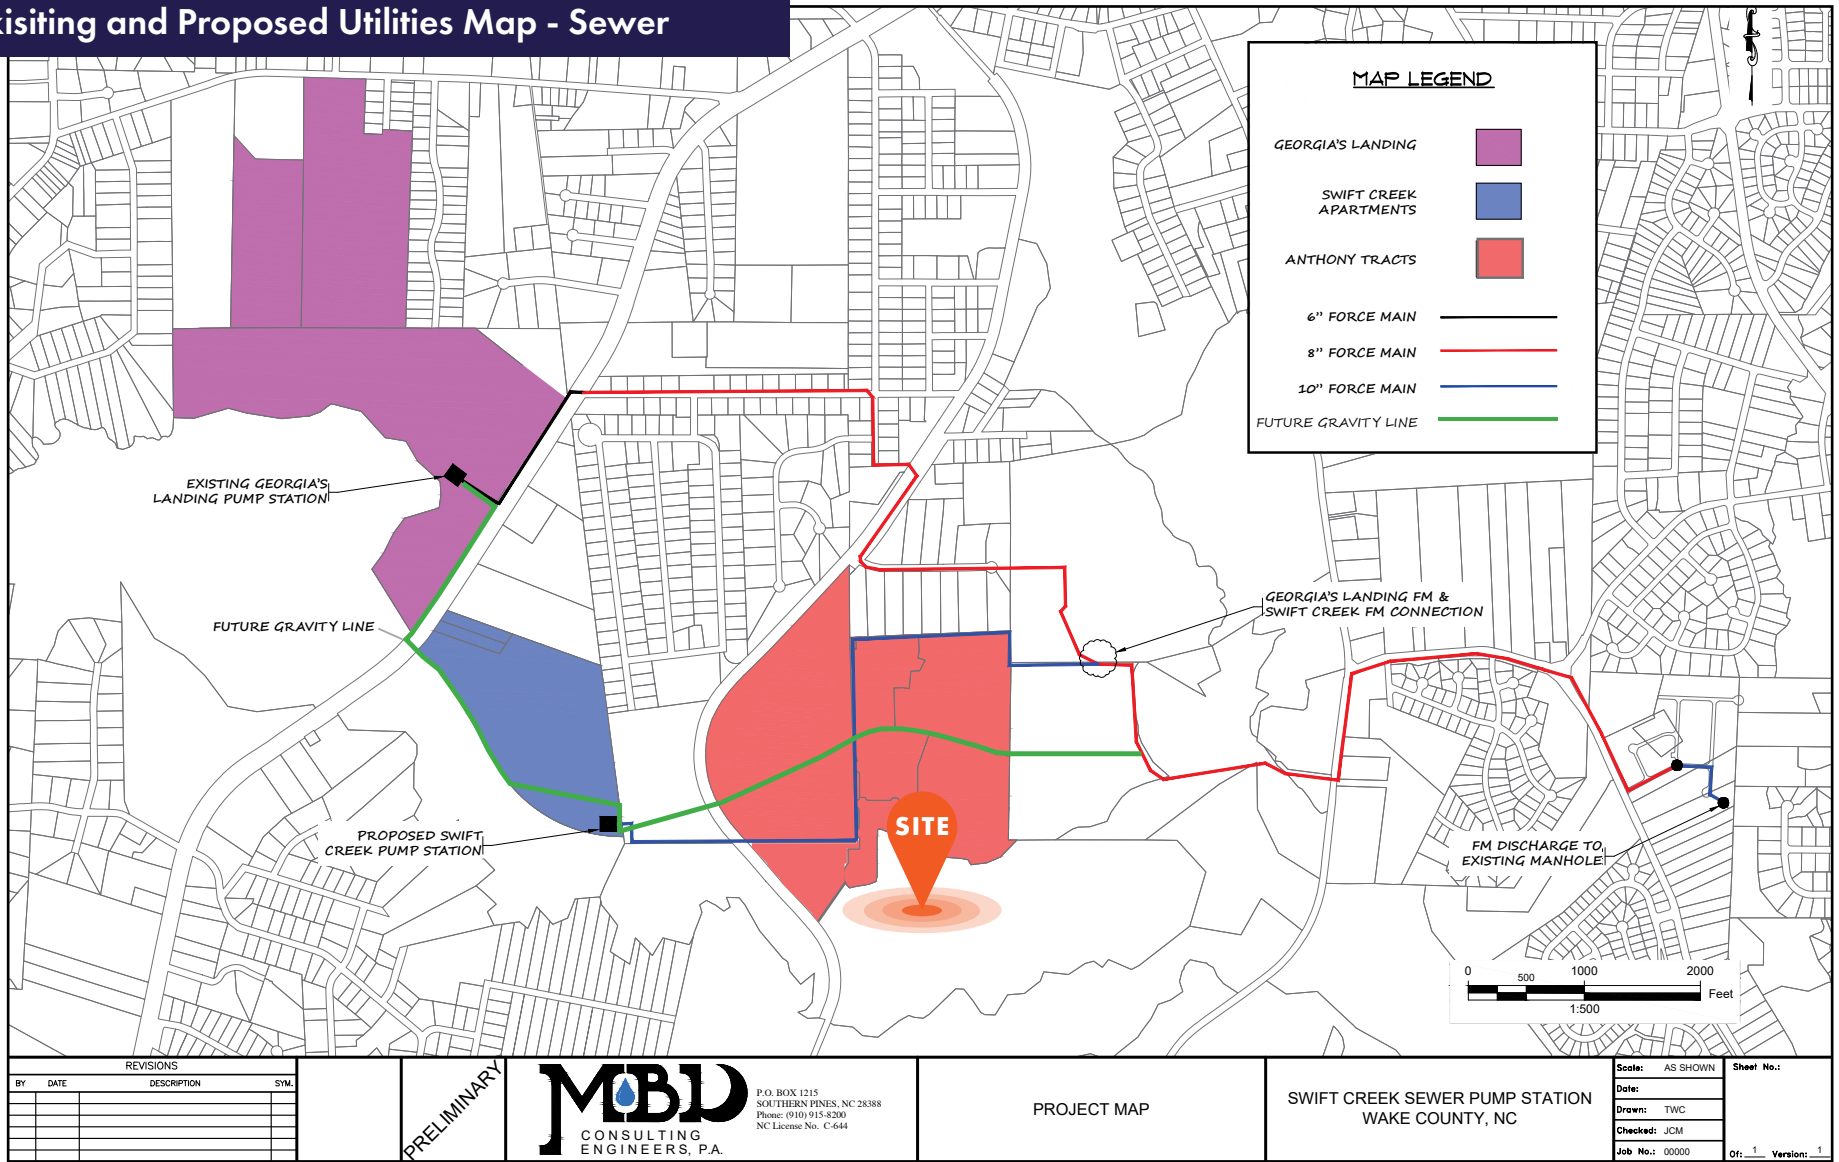 xisiting and Proposed Utilities Map - Sewer
MAP LEGEND
GEORGIA'S LANDING
SWIFT CREEK
APARTMENTS
ANTHONY TRACTS
6" FORCE MAIN
8" FORCE MAIN
10" FORCE MAIN
FUTURE GRAVITY LINE
EXISTING GEORGIA'S
LANDING PUMP STATION
FUTURE GRAVITY LINE
GEORGIA'S LANDING FM &
SWIFT CREEK FM CONNECTION
PROPOSED SWIFT
CREEK PUMP STATION
SITE
FM DISCHARGE TO
EXISTING MANHOLE
0 500 1000 2000
Feet
1:500
REVISIONS
BY DATE DESCRIPTION SYM.
PRELIMINARY
MBD
CONSULTING
ENGINEERS, P.A.
P.O. BOX 1215
SOUTHERN PINES, NC 28388
Phone: (910) 915-8200
NC License No. C-644
PROJECT MAP
SWIFT CREEK SEWER PUMP STATION
WAKE COUNTY, NC
Scale: AS SHOWN
Date:
Drawn: TWC
Checked: JCM
Job No.: 00000
Sheet No.:
Of: 1 Version: 1